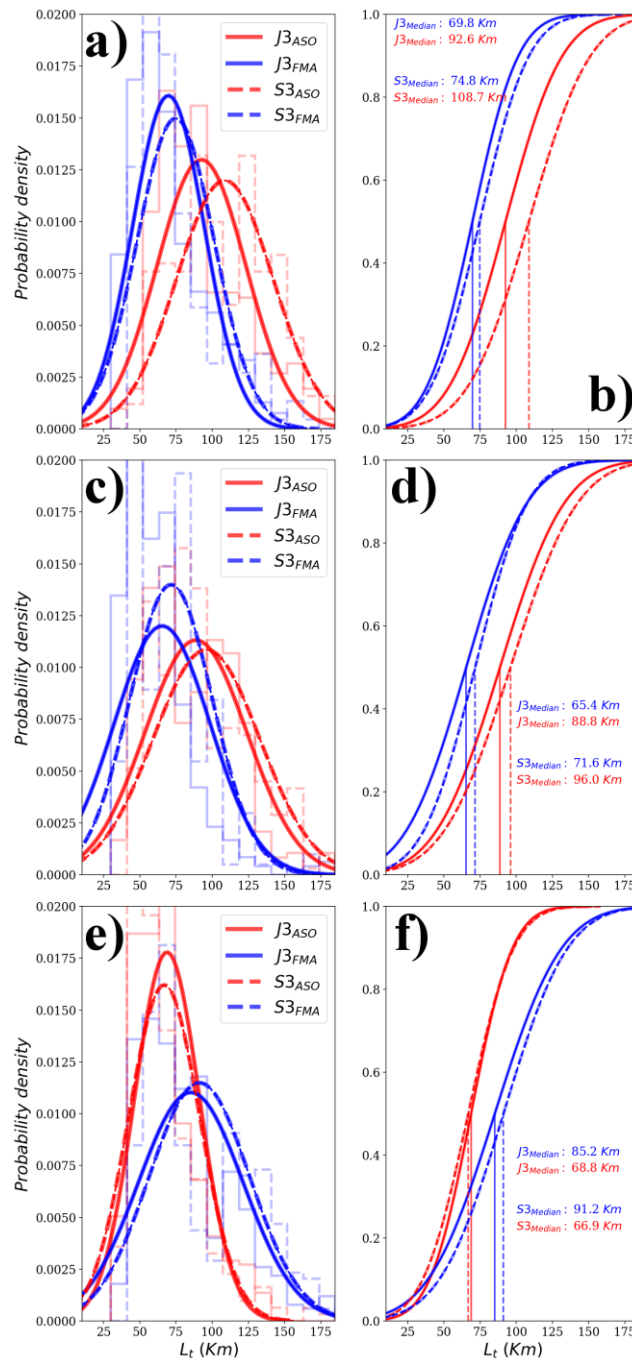 a)
J3ASO
J3FMA
S3ASO
S3FMA
Probability density
0.0200
0.0175
0.0150
0.0125
0.0100
0.0075
0.0050
0.0025
0.0000
25 50 75 100 125 150 175
b)
J3Median : 69.8 Km
J3Median : 92.6 Km
S3Median : 74.8 Km
S3Median : 108.7 Km
1.0
0.8
0.6
0.4
0.2
0.0
25 50 75 100 125 150 175
c)
J3ASO
J3FMA
S3ASO
S3FMA
Probability density
0.0200
0.0175
0.0150
0.0125
0.0100
0.0075
0.0050
0.0025
0.0000
25 50 75 100 125 150 175
d)
J3Median : 65.4 Km
J3Median : 88.8 Km
S3Median : 71.6 Km
S3Median : 96.0 Km
1.0
0.8
0.6
0.4
0.2
0.0
25 50 75 100 125 150 175
e)
J3ASO
J3FMA
S3ASO
S3FMA
Probability density
0.0200
0.0175
0.0150
0.0125
0.0100
0.0075
0.0050
0.0025
0.0000
25 50 75 100 125 150 175
Lt (Km)
f)
J3Median : 85.2 Km
J3Median : 68.8 Km
S3Median : 91.2 Km
S3Median : 66.9 Km
1.0
0.8
0.6
0.4
0.2
0.0
25 50 75 100 125 150 175
Lt (Km)